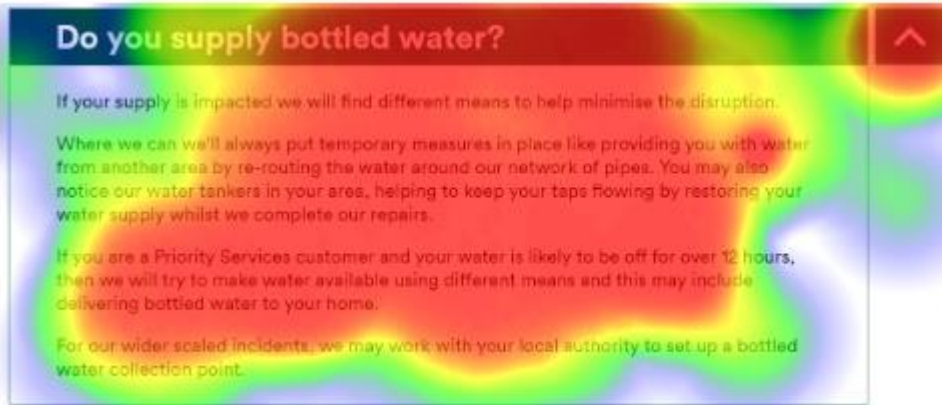 Do you supply bottled water?
If your supply is impacted we will find different means to help minimise the disruption.
Where we can we'll always put temporary measures in place like providing you with water
from another area by re-routing the water around our network of pipes. You may also
notice our water tankers in your area, helping to keep your taps flowing by restoring your
water supply whilst we complete our repairs.
If you are a Priority Services customer and your water is likely to be off for over 12 hours,
then we will try to make water available using different means and this may include
delivering bottled water to your home.
For our wider scaled incidents, we may work with your local authority to set up a bottled
water collection point.